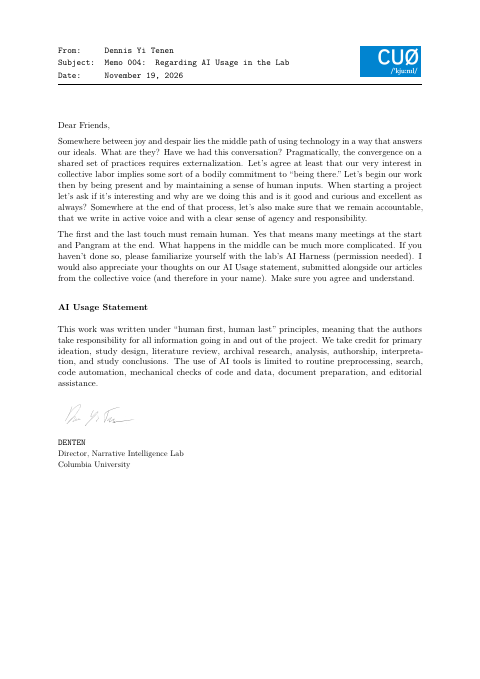 From: Dennis Yi Tenen
Subject: Memo 004: Regarding AI Usage in the Lab
Date: November 19, 2026
CUØ
/'kju:nl/
Dear Friends,
Somewhere between joy and despair lies the middle path of using technology in a way that answers
our ideals. What are they? Have we had this conversation? Pragmatically, the convergence on a
shared set of practices requires externalization. Let's agree at least that our very interest in
collective labor implies some sort of a bodily commitment to “being there.” Let's begin our work
then by being present and by maintaining a sense of human inputs. When starting a project
let's ask if it's interesting and why are we doing this and is it good and curious and excellent as
always? Somewhere at the end of that process, let's also make sure that we remain accountable,
that we write in active voice and with a clear sense of agency and responsibility.
The first and the last touch must remain human. Yes that means many meetings at the start
and Pangram at the end. What happens in the middle can be much more complicated. If you
haven't done so, please familiarize yourself with the lab's AI Harness (permission needed). I
would also appreciate your thoughts on our AI Usage statement, submitted alongside our articles
from the collective voice (and therefore in your name). Make sure you agree and understand.
AI Usage Statement
This work was written under “human first, human last” principles, meaning that the authors
take responsibility for all information going in and out of the project. We take credit for primary
ideation, study design, literature review, archival research, analysis, authorship, interpreta-
tion, and study conclusions. The use of AI tools is limited to routine preprocessing, search,
code automation, mechanical checks of code and data, document preparation, and editorial
assistance.
DENTEN
Director, Narrative Intelligence Lab
Columbia University